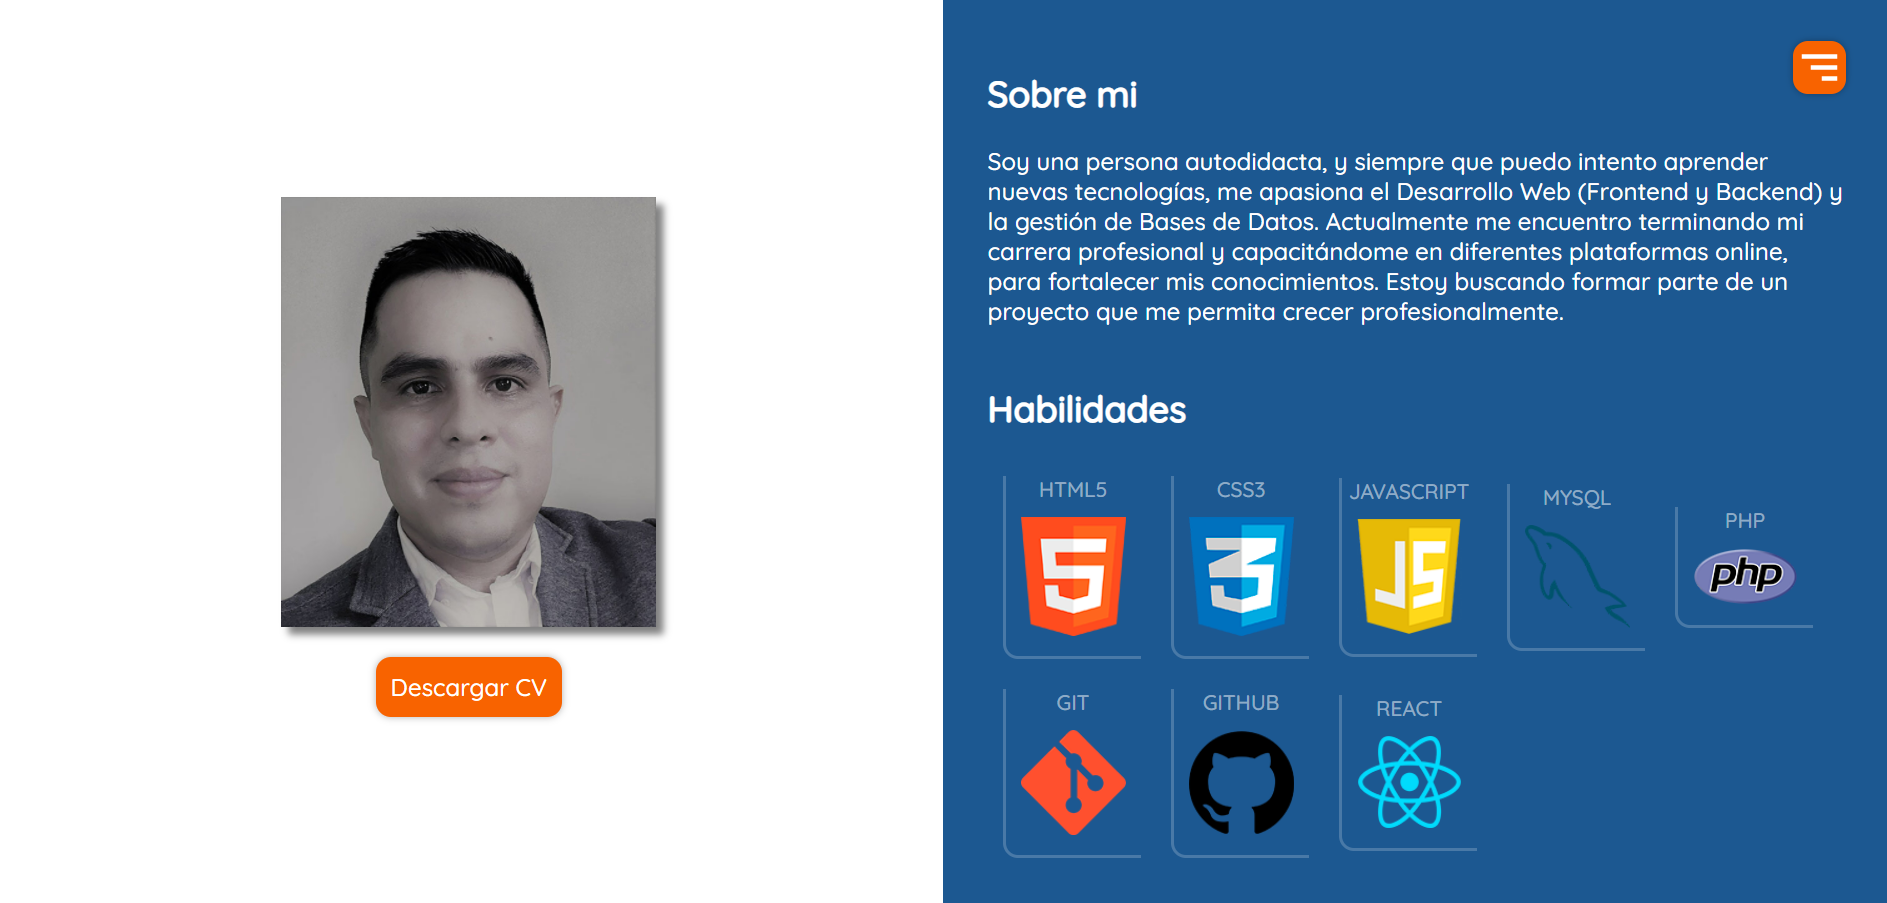 Sobre mi
Soy una persona autodidacta, y siempre que puedo intento aprender
nuevas tecnologías, me apasiona el Desarrollo Web (Frontend y Backend) y
la gestión de Bases de Datos. Actualmente me encuentro terminando mi
carrera profesional y capacitándome en diferentes plataformas online,
para fortalecer mis conocimientos. Estoy buscando formar parte de un
proyecto que me permita crecer profesionalmente.
Descargar CV
Habilidades
HTML5
5
CSS3
3
JAVASCRIPT
JS
MYSQL
PHP
php
GIT
GITHUB
REACT